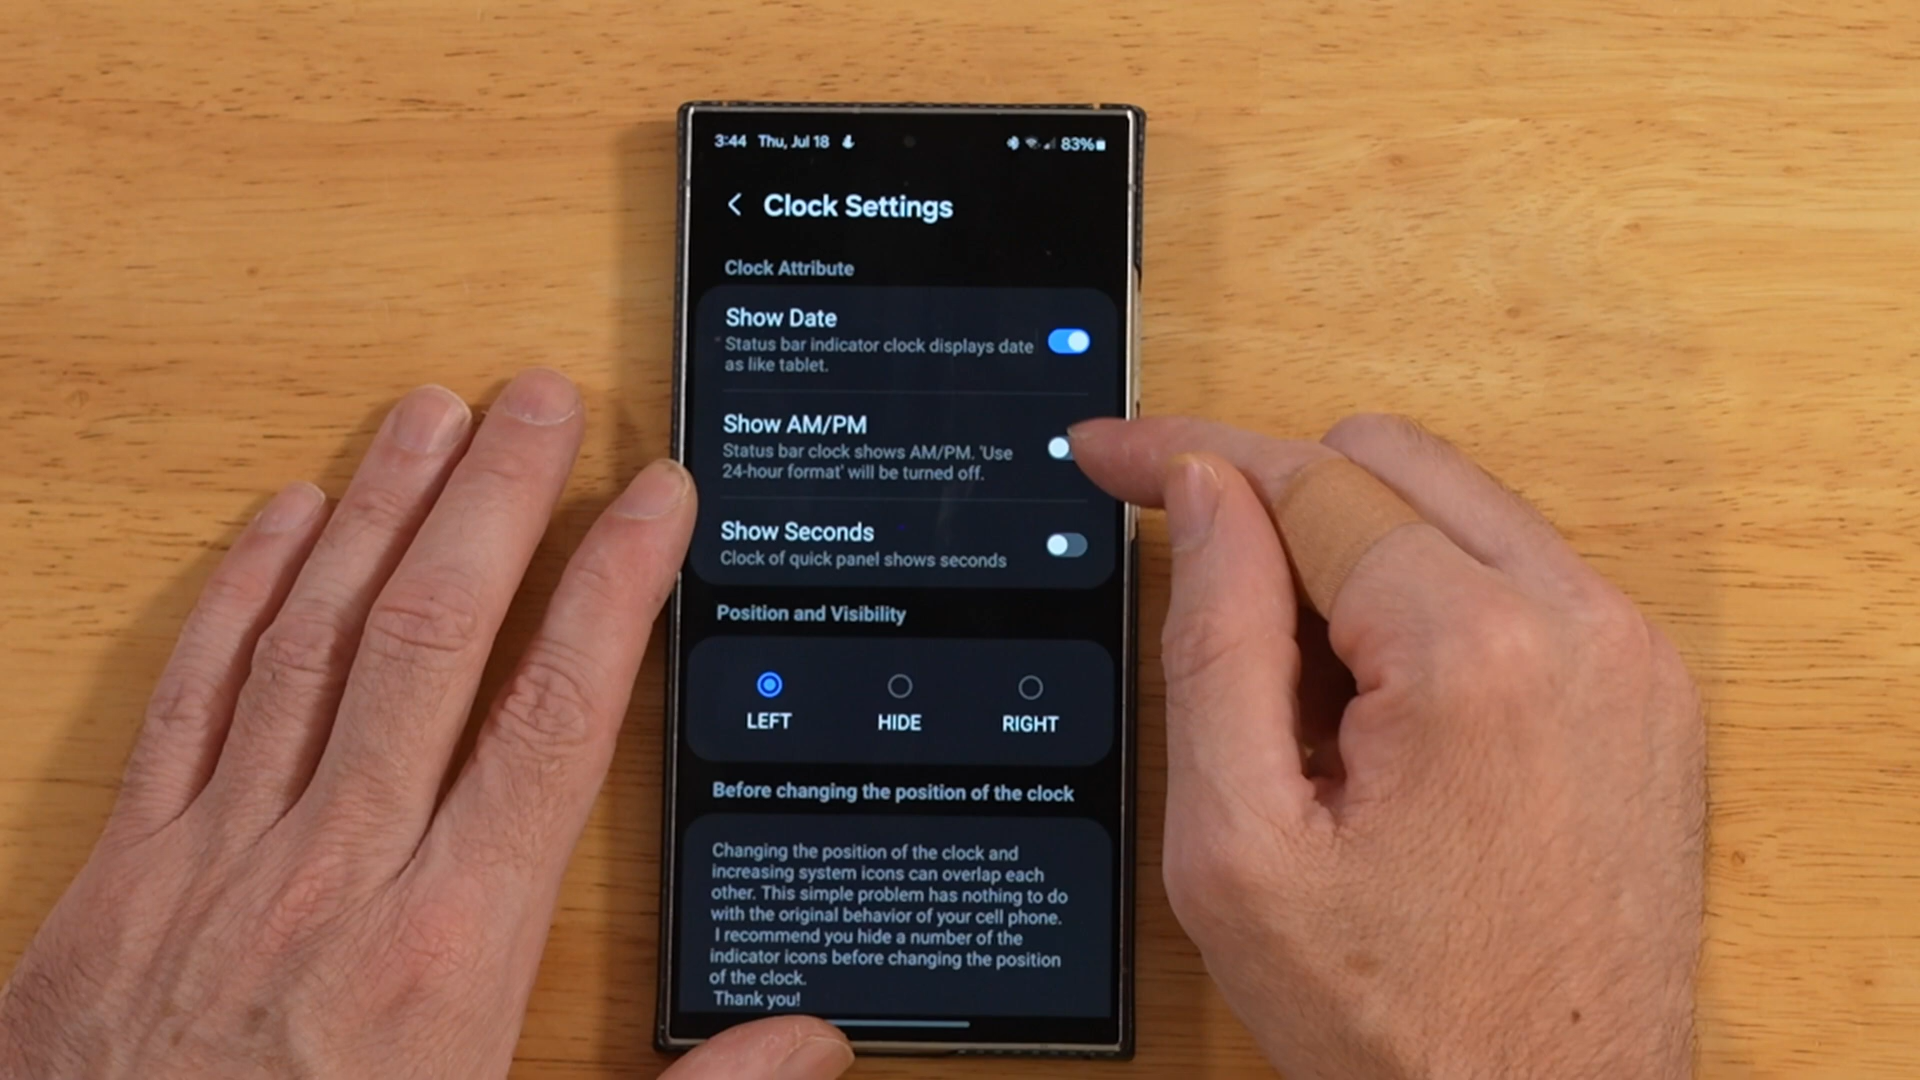 3:44 Thu, Jul 18 83%
Clock Settings
Clock Attribute
Show Date
Status bar indicator clock displays date
as like tablet.
Show AM/PM
Status bar clock shows AM/PM. 'Use
24-hour format' will be turned off.
Show Seconds
Clock of quick panel shows seconds
Position and Visibility
LEFT HIDE RIGHT
Before changing the position of the clock
Changing the position of the clock and
increasing system icons can overlap each
other. This simple problem has nothing to do
with the original behavior of your cell phone.
I recommend you hide a number of the
indicator icons before changing the position
of the clock.
Thank you!